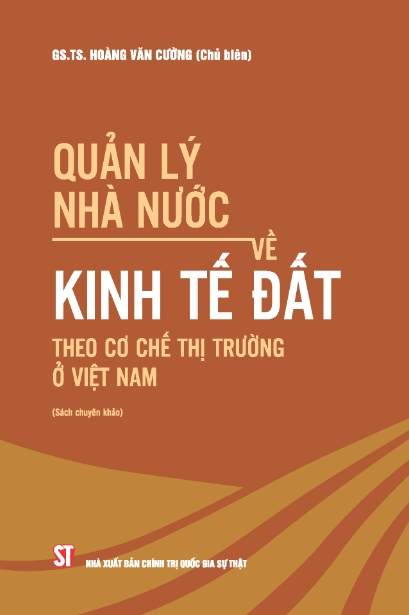 GS.TS. HOÀNG VĂN CƯỜNG (Chủ biên)
QUẢN LÝ
NHÀ NƯỚC
VỀ
KINH TẾ ĐẤT
THEO CƠ CHẾ THỊ TRƯỜNG
Ở VIỆT NAM
(Sách chuyên khảo)
ST
NHÀ XUẤT BẢN CHÍNH TRỊ QUỐC GIA SỰ THẬT